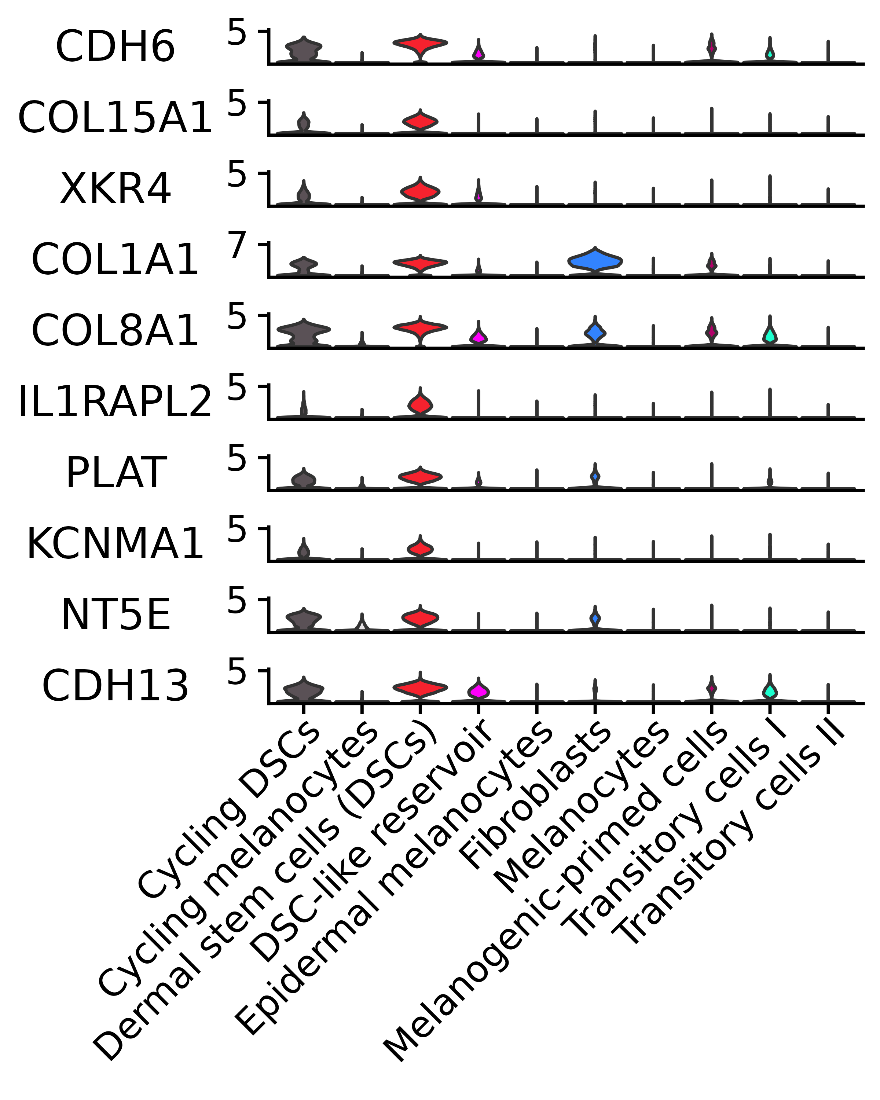 CDH6 5
COL15A1 5
XKR4 5
COL1A1 7
COL8A1 5
IL1RAPL2 5
PLAT 5
KCNMA1 5
NT5E 5
CDH13 5
Cycling DSCs
Cycling melanocytes
Dermal stem cells (DSCs)
DSC-like reservoir
Epidermal melanocytes
Fibroblasts
Melanocytes
Melanogenic-primed cells
Transitory cells I
Transitory cells II